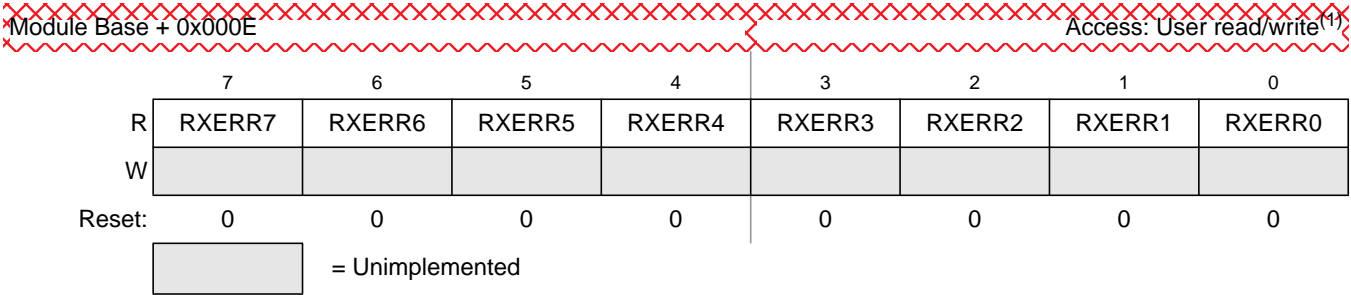 Module Base + 0x000E Access: User read/write(1)
7 6 5 4 3 2 1 0
R RXERR7 RXERR6 RXERR5 RXERR4 RXERR3 RXERR2 RXERR1 RXERR0
W
Reset: 0 0 0 0 0 0 0 0
= Unimplemented